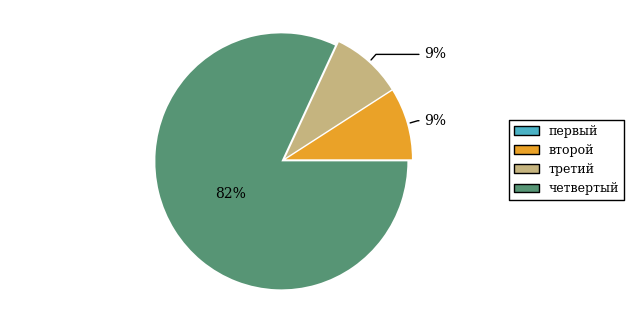 9%
9%
82%
первый
второй
третий
четвертый